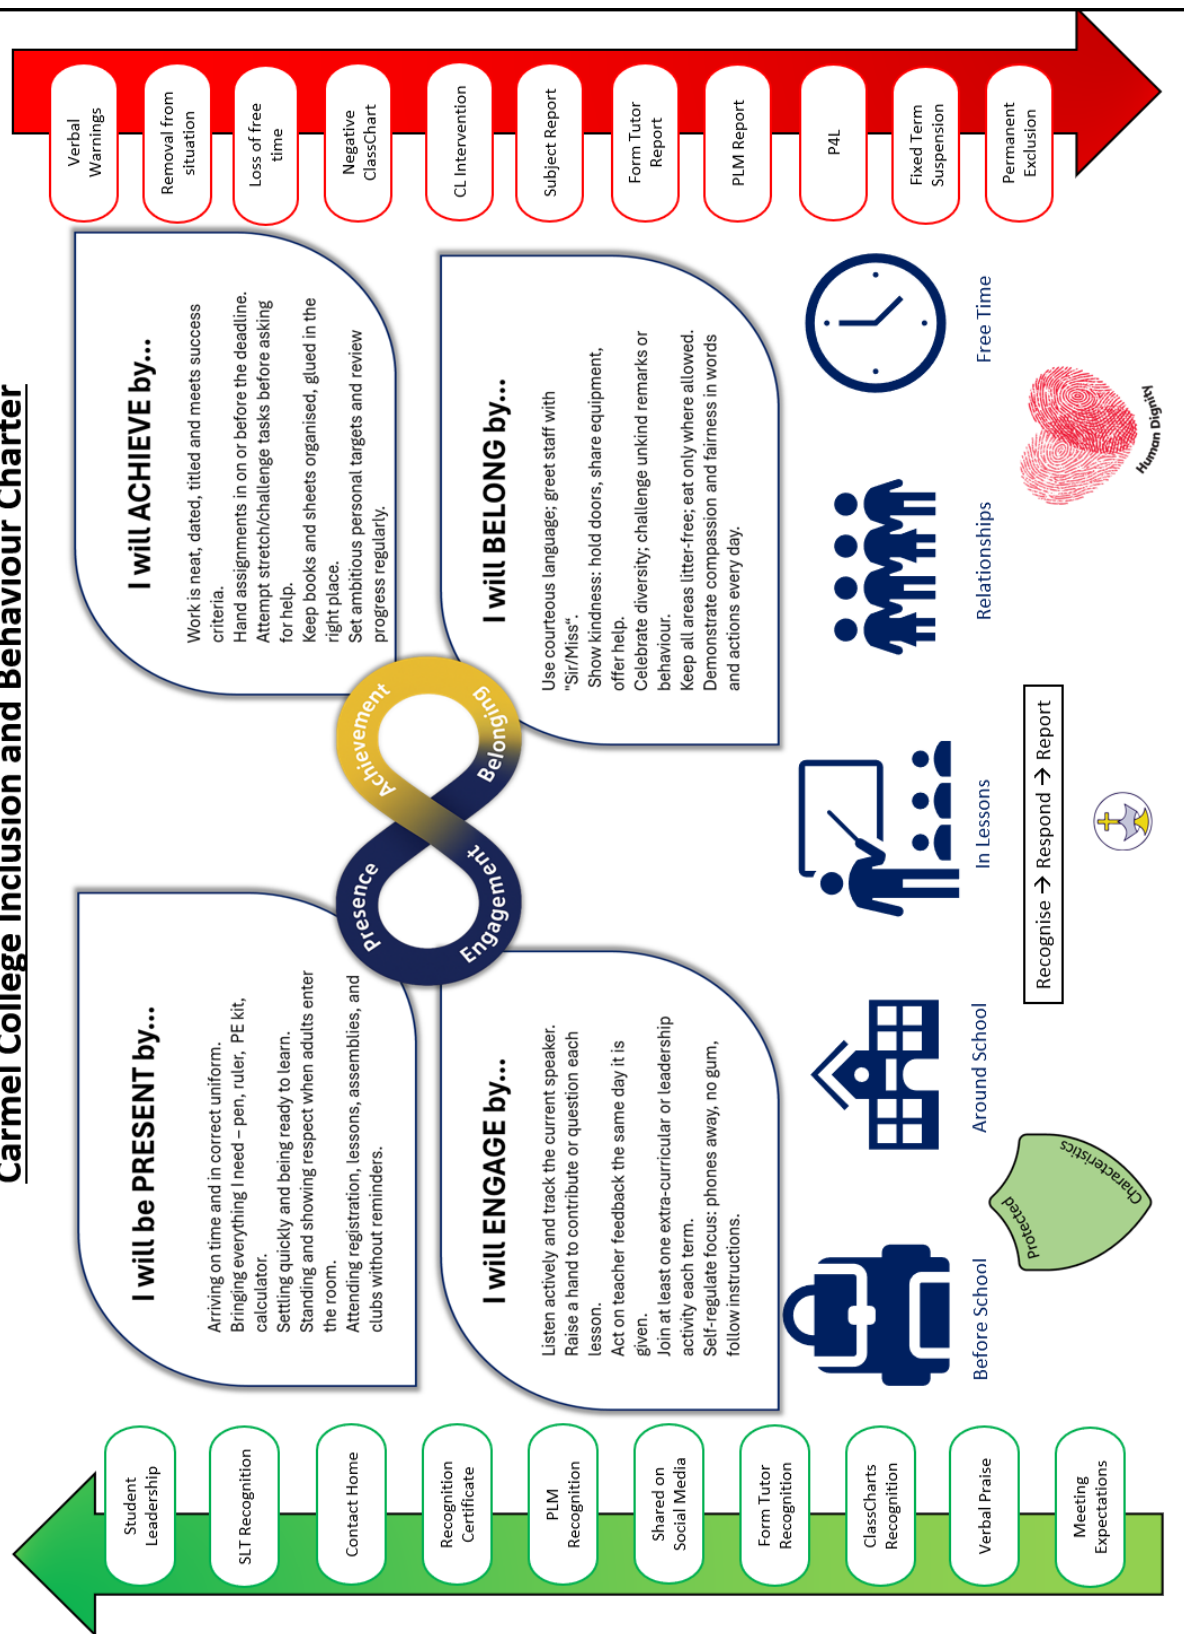 Carmel College Inclusion and Behaviour Charter
Student
Leadership
SLT Recognition
Contact Home
Recognition
Certificate
PLM
Recognition
Shared on
Social Media
Form Tutor
Recognition
ClassCharts
Recognition
Verbal Praise
Meeting
Expectations
I will be PRESENT by...
Arriving on time and in correct uniform.
Bringing everything I need – pen, ruler, PE kit,
calculator.
Settling quickly and being ready to learn.
Standing and showing respect when adults enter
the room.
Attending registration, lessons, assemblies, and
clubs without reminders.
I will ACHIEVE by...
Work is neat, dated, titled and meets success
criteria.
Hand assignments in on or before the deadline.
Attempt stretch/challenge tasks before asking
for help.
Keep books and sheets organised, glued in the
right place.
Set ambitious personal targets and review
progress regularly.
Presence
Achievement
Engagement
Belonging
I will ENGAGE by...
Listen actively and track the current speaker.
Raise a hand to contribute or question each
lesson.
Act on teacher feedback the same day it is
given.
Join at least one extra-curricular or leadership
activity each term.
Self-regulate focus: phones away, no gum,
follow instructions.
I will BELONG by...
Use courteous language; greet staff with
"Sir/Miss“.
Show kindness: hold doors, share equipment,
offer help.
Celebrate diversity; challenge unkind remarks or
behaviour.
Keep all areas litter-free; eat only where allowed.
Demonstrate compassion and fairness in words
and actions every day.
Before School
Around School
In Lessons
Relationships
Free Time
Protected
Characteristics
Recognise → Respond → Report
Human Dignity
Verbal
Warnings
Removal from
situation
Loss of free
time
Negative
ClassChart
CL Intervention
Subject Report
Form Tutor
Report
PLM Report
P4L
Fixed Term
Suspension
Permanent
Exclusion